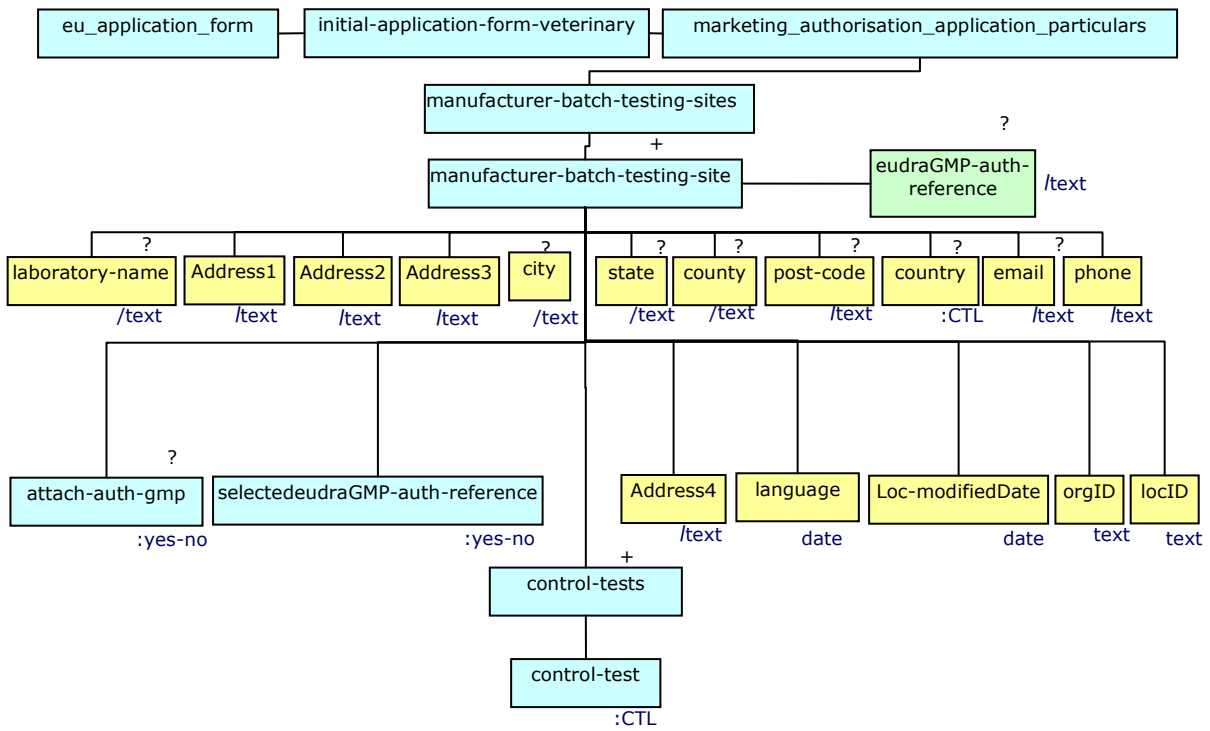 eu_application_form
initial-application-form-veterinary
marketing_authorisation_application_particulars
manufacturer-batch-testing-sites
?
+
manufacturer-batch-testing-site
eudraGMP-auth-
reference
/text
? ? ? ? ? ? ?
laboratory-name Address1 Address2 Address3 city state county post-code country email phone
/text /text /text /text /text /text /text /text :CTL /text /text
?
attach-auth-gmp selectedeudraGMP-auth-reference Address4 language Loc-modifiedDate orgID locID
:yes-no :yes-no /text date date text text
+
control-tests
control-test
:CTL